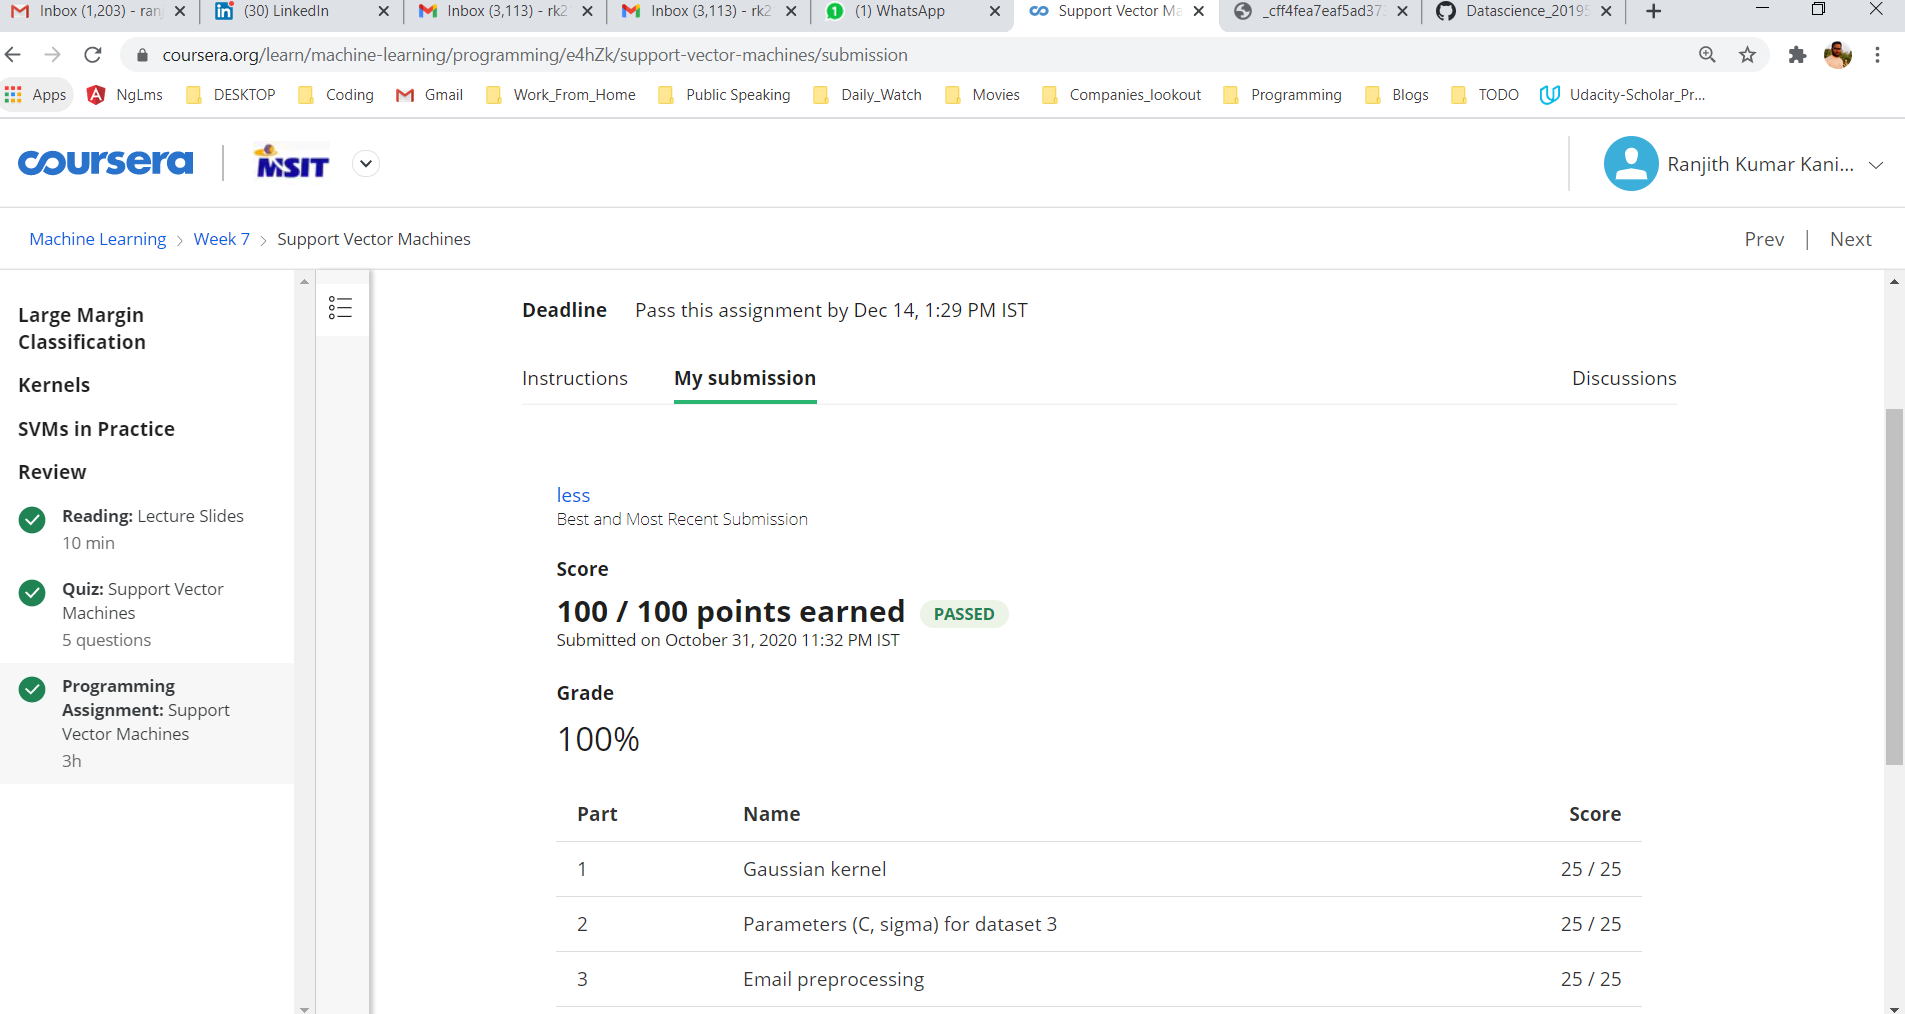 Inbox (1,203) - ran
(30) LinkedIn
Inbox (3,113) - rk2
Inbox (3,113) - rk2
1 (1) WhatsApp
Support Vector Ma
_cff4fea7eaf5ad373
Datascience_20195
coursera.org/learn/machine-learning/programming/e4hZk/support-vector-machines/submission
Apps NgLms DESKTOP Coding Gmail Work_From_Home Public Speaking Daily_Watch Movies Companies_lookout Programming Blogs TODO Udacity-Scholar_Pr...
coursera MSIT Ranjith Kumar Kani...
Machine Learning > Week 7 > Support Vector Machines Prev | Next
Large Margin
Classification
Kernels
SVMs in Practice
Review
Reading: Lecture Slides
10 min
Quiz: Support Vector
Machines
5 questions
Programming
Assignment: Support
Vector Machines
3h
Deadline Pass this assignment by Dec 14, 1:29 PM IST
Instructions My submission Discussions
less
Best and Most Recent Submission
Score
100 / 100 points earned PASSED
Submitted on October 31, 2020 11:32 PM IST
Grade
100%
Part Name Score
1 Gaussian kernel 25 / 25
2 Parameters (C, sigma) for dataset 3 25 / 25
3 Email preprocessing 25 / 25